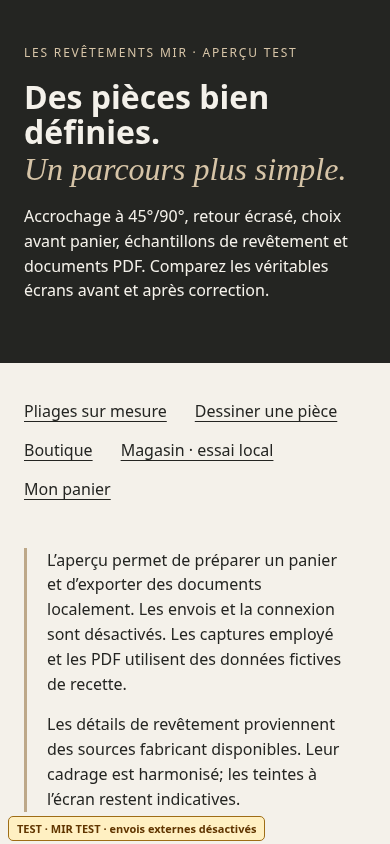 LES REVÊTEMENTS MIR · APERÇU TEST
Des pièces bien
définies.
Un parcours plus simple.
Accrochage à 45°/90°, retour écrasé, choix
avant panier, échantillons de revêtement et
documents PDF. Comparez les véritables
écrans avant et après correction.
Pliages sur mesure Dessiner une pièce
Boutique Magasin · essai local
Mon panier
L’aperçu permet de préparer un panier
et d’exporter des documents
localement. Les envois et la connexion
sont désactivés. Les captures employé
et les PDF utilisent des données fictives
de recette.
Les détails de revêtement proviennent
des sources fabricant disponibles. Leur
cadrage est harmonisé; les teintes à
l’écran restent indicatives.
TEST · MIR TEST · envois externes désactivés